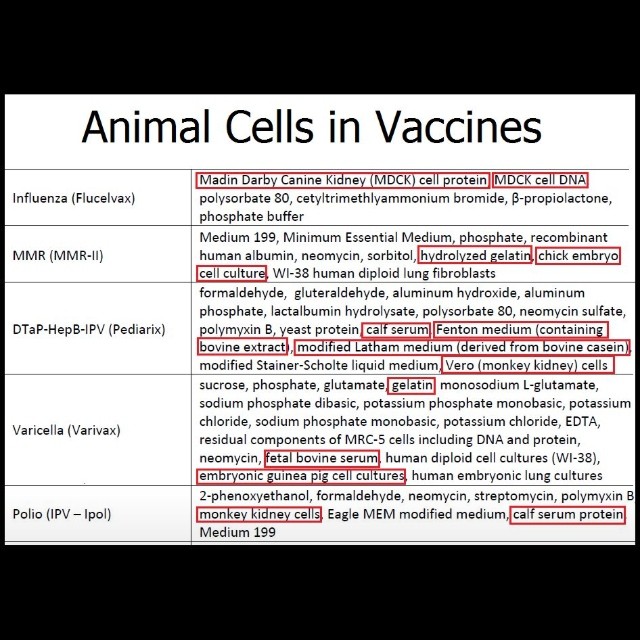 Animal Cells in Vaccines
Influenza (Flucelvax)
Madin Darby Canine Kidney (MDCK) cell protein, MDCK cell DNA,
polysorbate 80, cetyltrimethlyammonium bromide, β-propiolactone,
phosphate buffer
MMR (MMR-II)
Medium 199, Minimum Essential Medium, phosphate, recombinant
human albumin, neomycin, sorbitol, hydrolyzed gelatin, chick embryo
cell culture, WI-38 human diploid lung fibroblasts
DTaP-HepB-IPV (Pediarix)
formaldehyde, gluteraldehyde, aluminum hydroxide, aluminum
phosphate, lactalbumin hydrolysate, polysorbate 80, neomycin sulfate,
polymyxin B, yeast protein, calf serum, Fenton medium (containing
bovine extract), modified Latham medium (derived from bovine casein),
modified Stainer-Scholte liquid medium, Vero (monkey kidney) cells
Varicella (Varivax)
sucrose, phosphate, glutamate, gelatin, monosodium L-glutamate,
sodium phosphate dibasic, potassium phosphate monobasic, potassium
chloride, sodium phosphate monobasic, potassium chloride, EDTA,
residual components of MRC-5 cells including DNA and protein,
neomycin, fetal bovine serum, human diploid cell cultures (WI-38),
embryonic guinea pig cell cultures, human embryonic lung cultures
Polio (IPV – Ipol)
2-phenoxyethanol, formaldehyde, neomycin, streptomycin, polymyxin B
monkey kidney cells, Eagle MEM modified medium, calf serum protein,
Medium 199